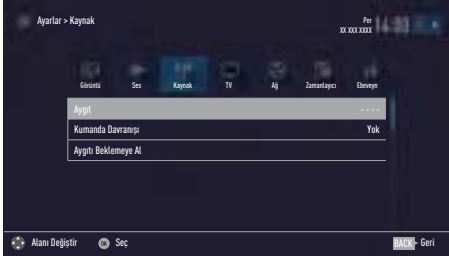 Ayarlar > Kaynak
Per
xx xxx xxxx
Görüntü Ses Kaynak TV Ağ Zamanlayıcı Ebeveyn
Aygıt - - - -
Kumanda Davranışı Yok
Aygıtı Beklemeye Al
Alanı Değiştir OK Seç BACK Geri